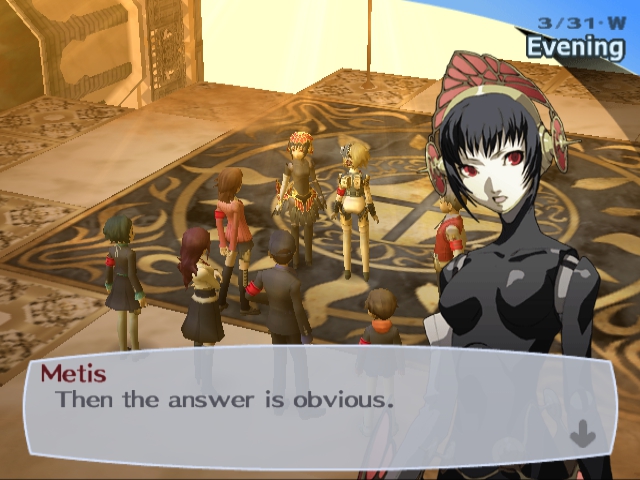 3/31·W
Evening
Metis
Then the answer is obvious.